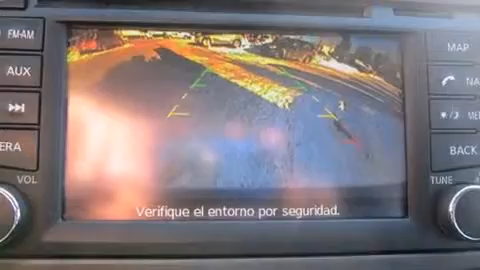 FM·AM
MAP
AUX
BACK
VOL
TUNE
Verifique el entorno por seguridad.